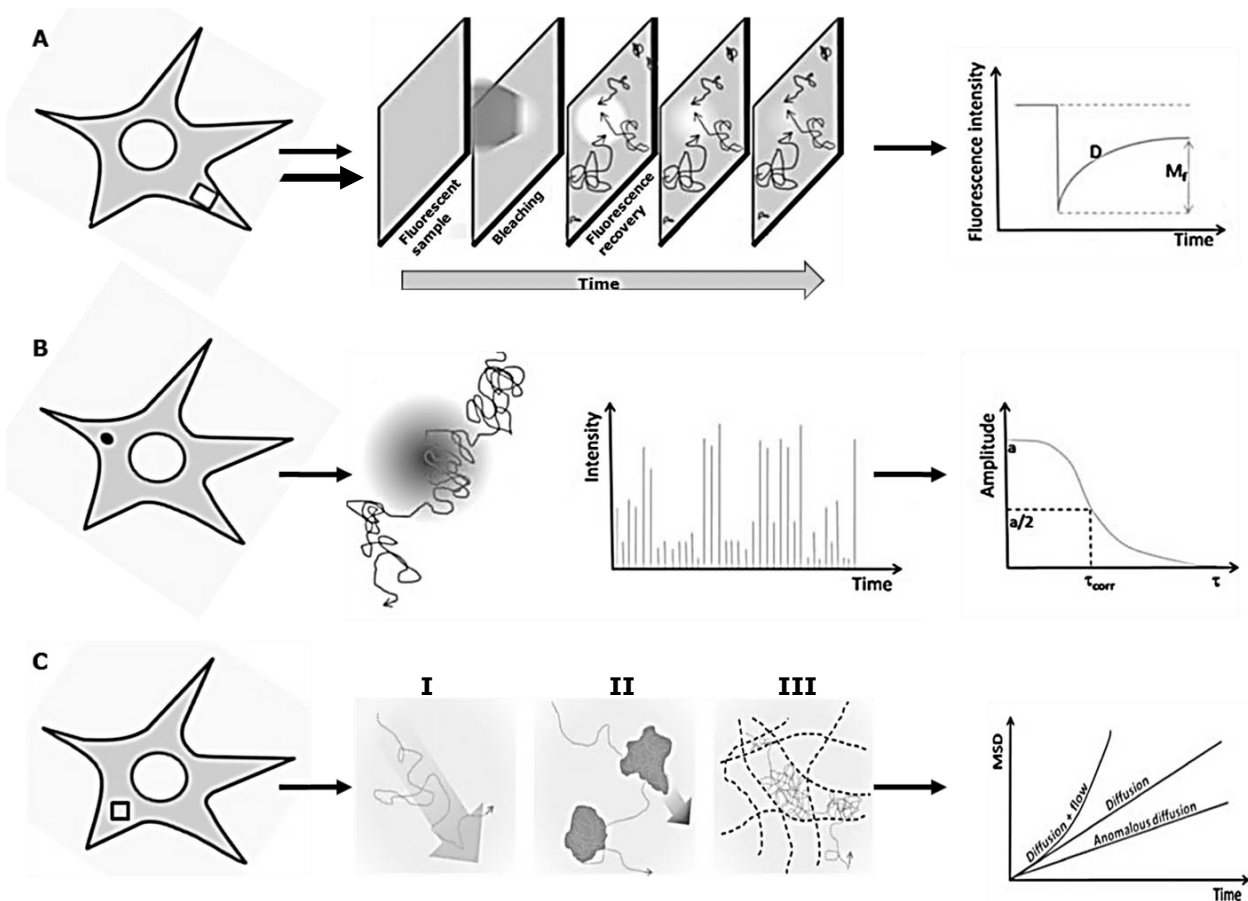 A
Fluorescent
sample
Bleaching
Fluorescence
recovery
Time
Fluorescence intensity
D
Mf
Time
B
Intensity
Time
Amplitude
a
a/2
τcorr
τ
C
I
II
III
MSD
Diffusion + flow
Diffusion
Anomalous diffusion
Time